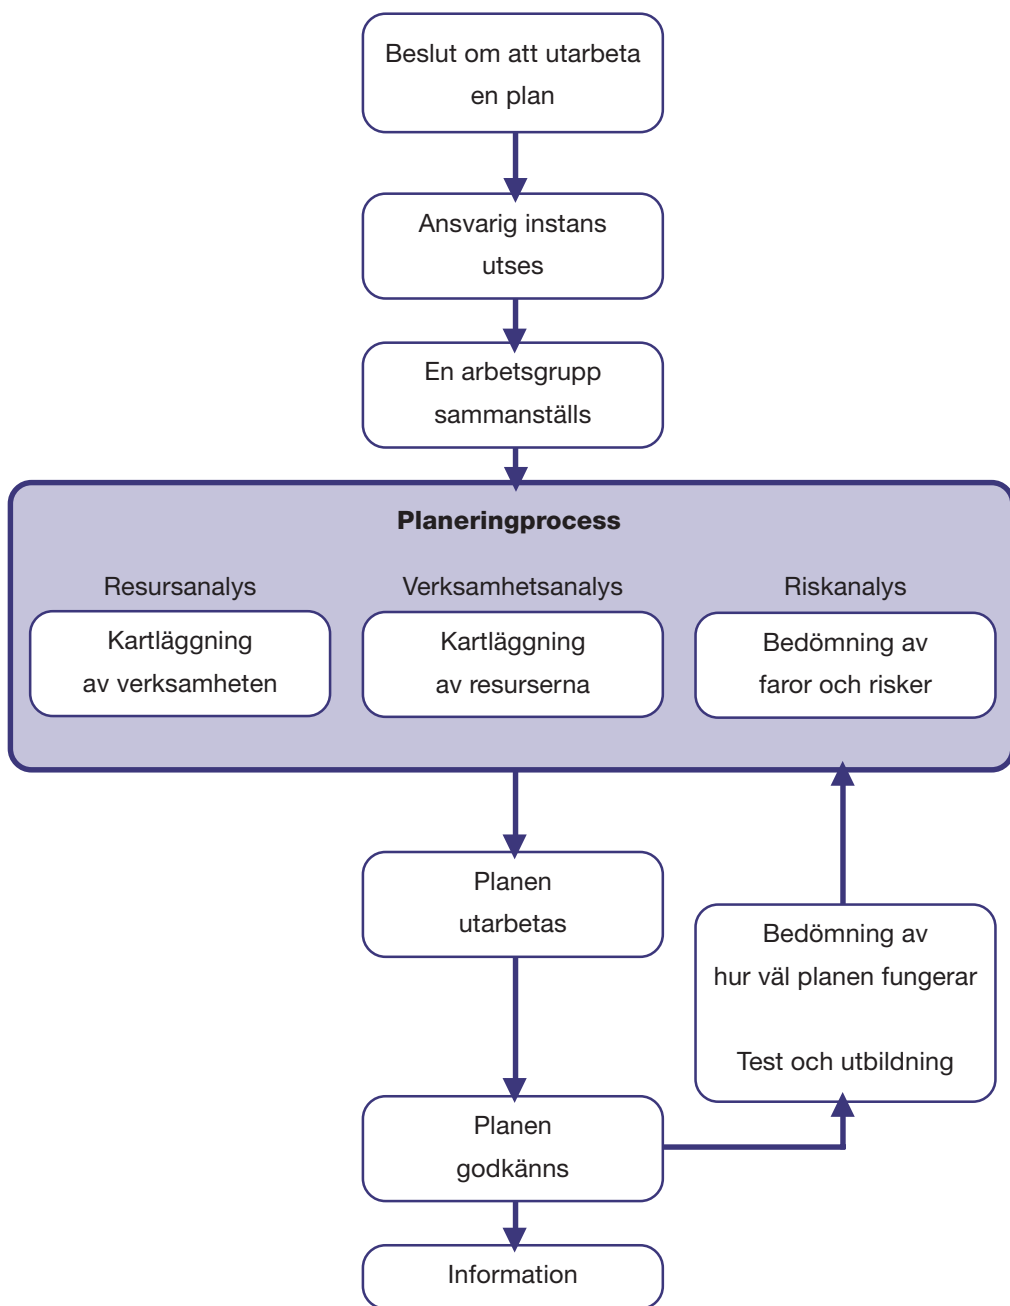 Beslut om att utarbeta
en plan
Ansvarig instans
utses
En arbetsgrupp
sammanställs
Planeringprocess
Resursanalys
Kartläggning
av verksamheten
Verksamhetsanalys
Kartläggning
av resurserna
Riskanalys
Bedömning av
faror och risker
Planen
utarbetas
Bedömning av
hur väl planen fungerar
Test och utbildning
Planen
godkänns
Information